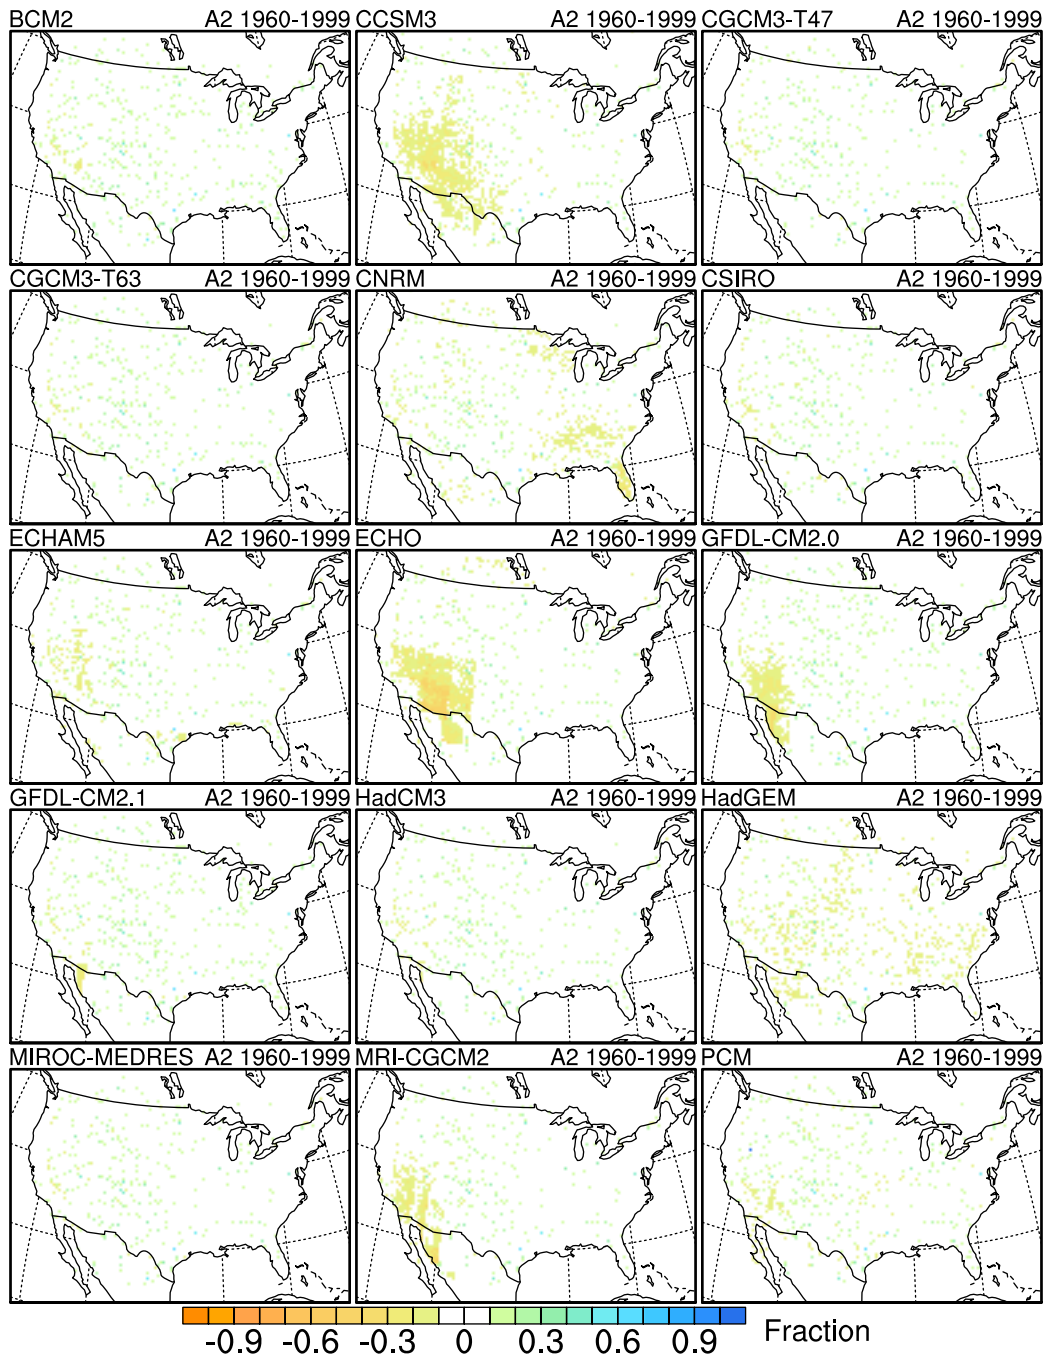 BCM2 A2 1960-1999 CCSM3 A2 1960-1999 CGCM3-T47 A2 1960-1999
CGCM3-T63 A2 1960-1999 CNRM A2 1960-1999 CSIRO A2 1960-1999
ECHAM5 A2 1960-1999 ECHO A2 1960-1999 GFDL-CM2.0 A2 1960-1999
GFDL-CM2.1 A2 1960-1999 HadCM3 A2 1960-1999 HadGEM A2 1960-1999
MIROC-MEDRES A2 1960-1999 MRI-CGCM2 A2 1960-1999 PCM A2 1960-1999
-0.9 -0.6 -0.3 0 0.3 0.6 0.9 Fraction